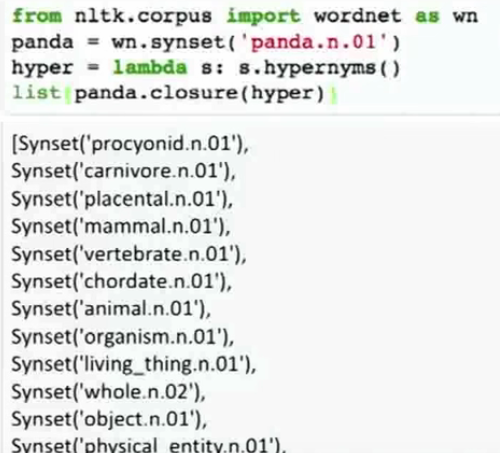 from nltk.corpus import wordnet as wn
panda = wn.synset('panda.n.01')
hyper = lambda s: s.hypernyms()
list(panda.closure(hyper))
[Synset('procyonid.n.01'),
Synset('carnivore.n.01'),
Synset('placental.n.01'),
Synset('mammal.n.01'),
Synset('vertebrate.n.01'),
Synset('chordate.n.01'),
Synset('animal.n.01'),
Synset('organism.n.01'),
Synset('living_thing.n.01'),
Synset('whole.n.02'),
Synset('object.n.01'),
Synset('physical_entity.n.01'),